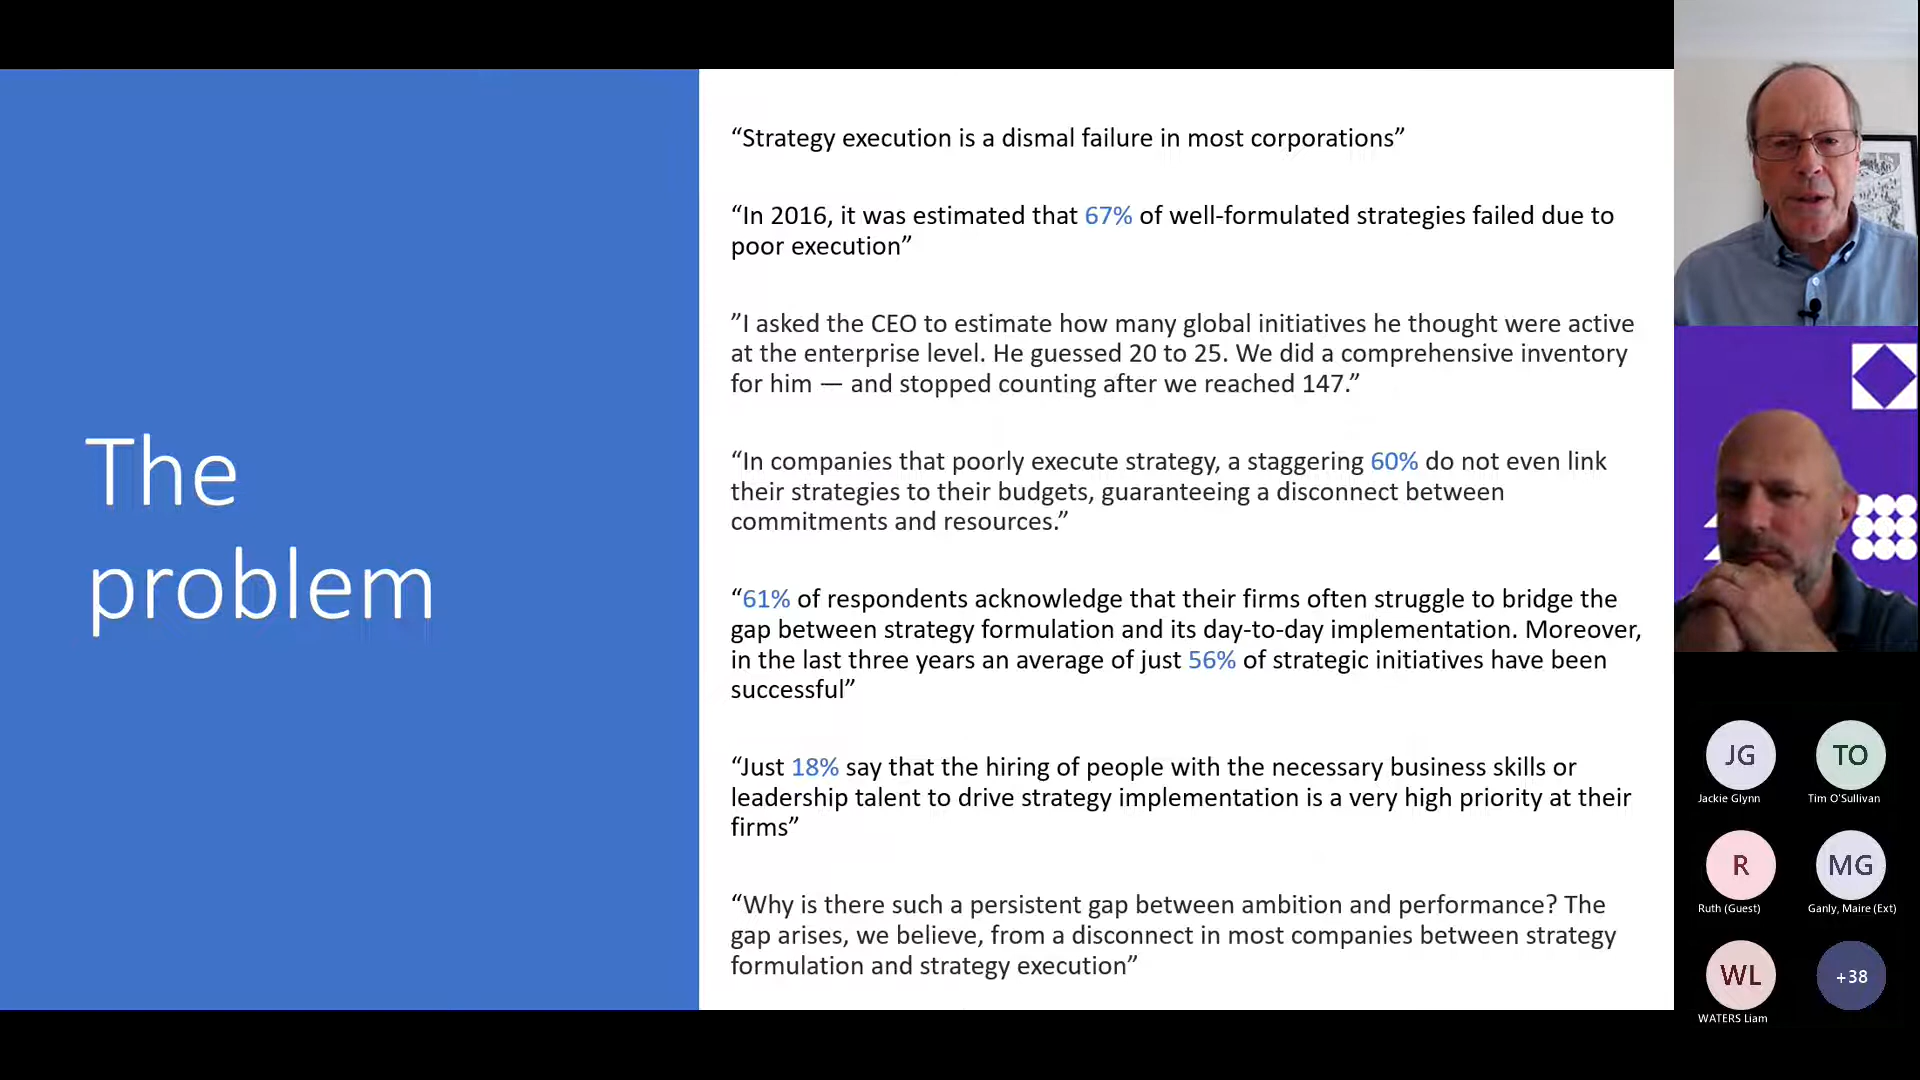 The
problem
“Strategy execution is a dismal failure in most corporations”
“In 2016, it was estimated that 67% of well-formulated strategies failed due to
poor execution”
”I asked the CEO to estimate how many global initiatives he thought were active
at the enterprise level. He guessed 20 to 25. We did a comprehensive inventory
for him — and stopped counting after we reached 147.”
“In companies that poorly execute strategy, a staggering 60% do not even link
their strategies to their budgets, guaranteeing a disconnect between
commitments and resources.”
“61% of respondents acknowledge that their firms often struggle to bridge the
gap between strategy formulation and its day-to-day implementation. Moreover,
in the last three years an average of just 56% of strategic initiatives have been
successful”
“Just 18% say that the hiring of people with the necessary business skills or
leadership talent to drive strategy implementation is a very high priority at their
firms”
“Why is there such a persistent gap between ambition and performance? The
gap arises, we believe, from a disconnect in most companies between strategy
formulation and strategy execution”
JG
TO
Jackie Glynn
Tim O'Sullivan
R
MG
Ruth (Guest)
Ganly, Maire (Ext)
WL
+38
WATERS Liam